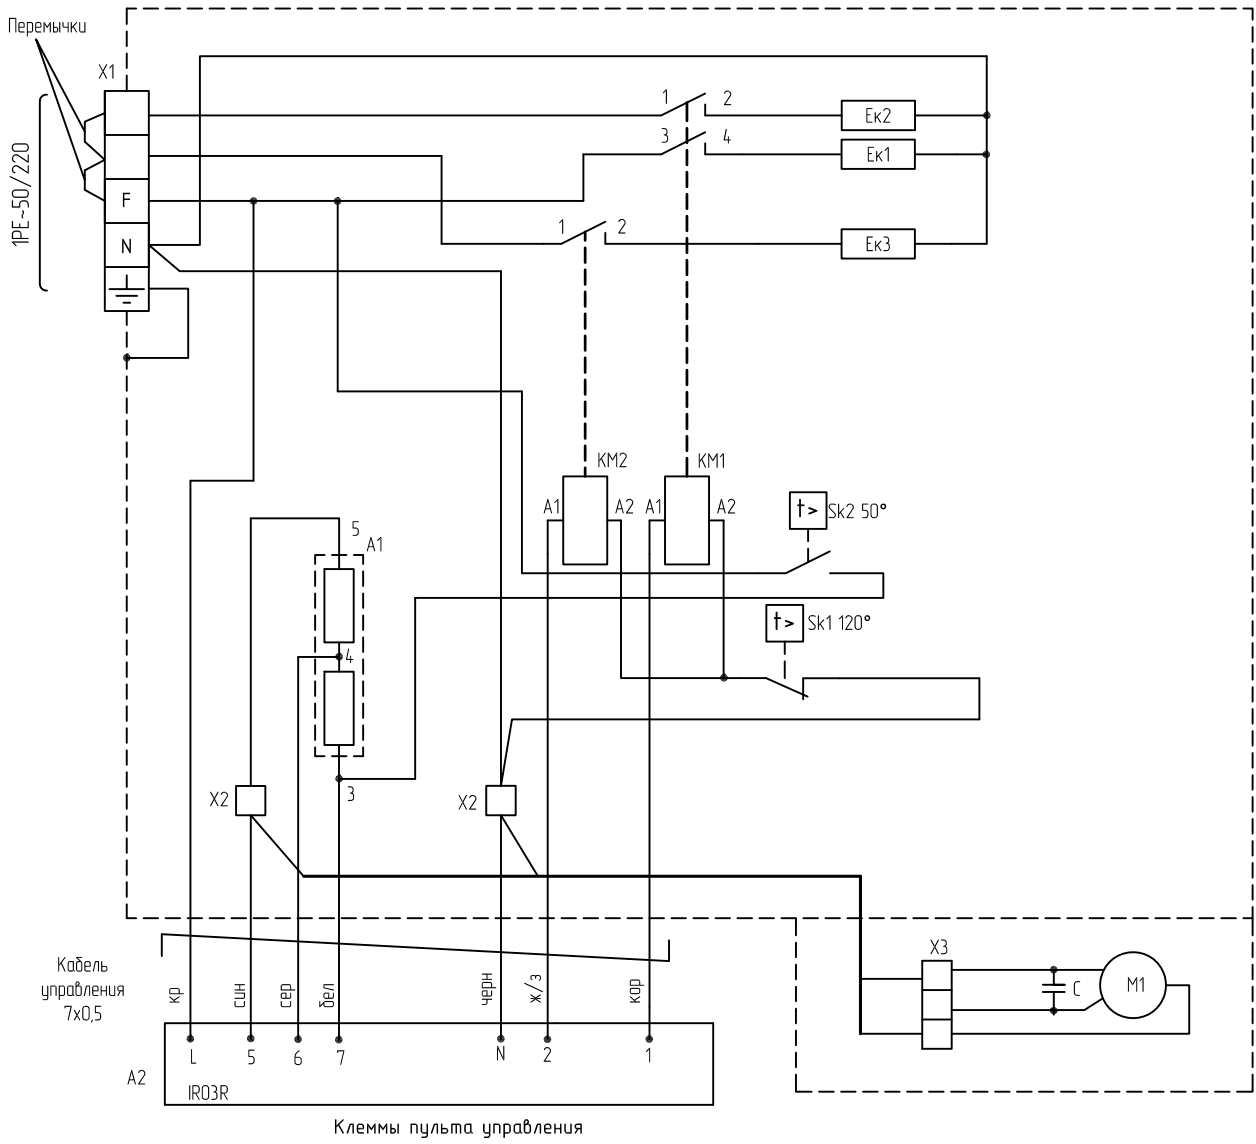 Перемычки
X1
1PE~50/220
F
N
1
2
3
4
1
2
Ек2
Ек1
Ек3
KM2
KM1
A1
A2
A1
A2
t>
Sk2 50°
t>
Sk1 120°
5
A1
4
3
X2
X2
X3
C
M1
Кабель
управления
7х0,5
кр
син
сер
бел
черн
ж/з
кор
L
5
6
7
N
2
1
A2
IR03R
Клеммы пульта управления